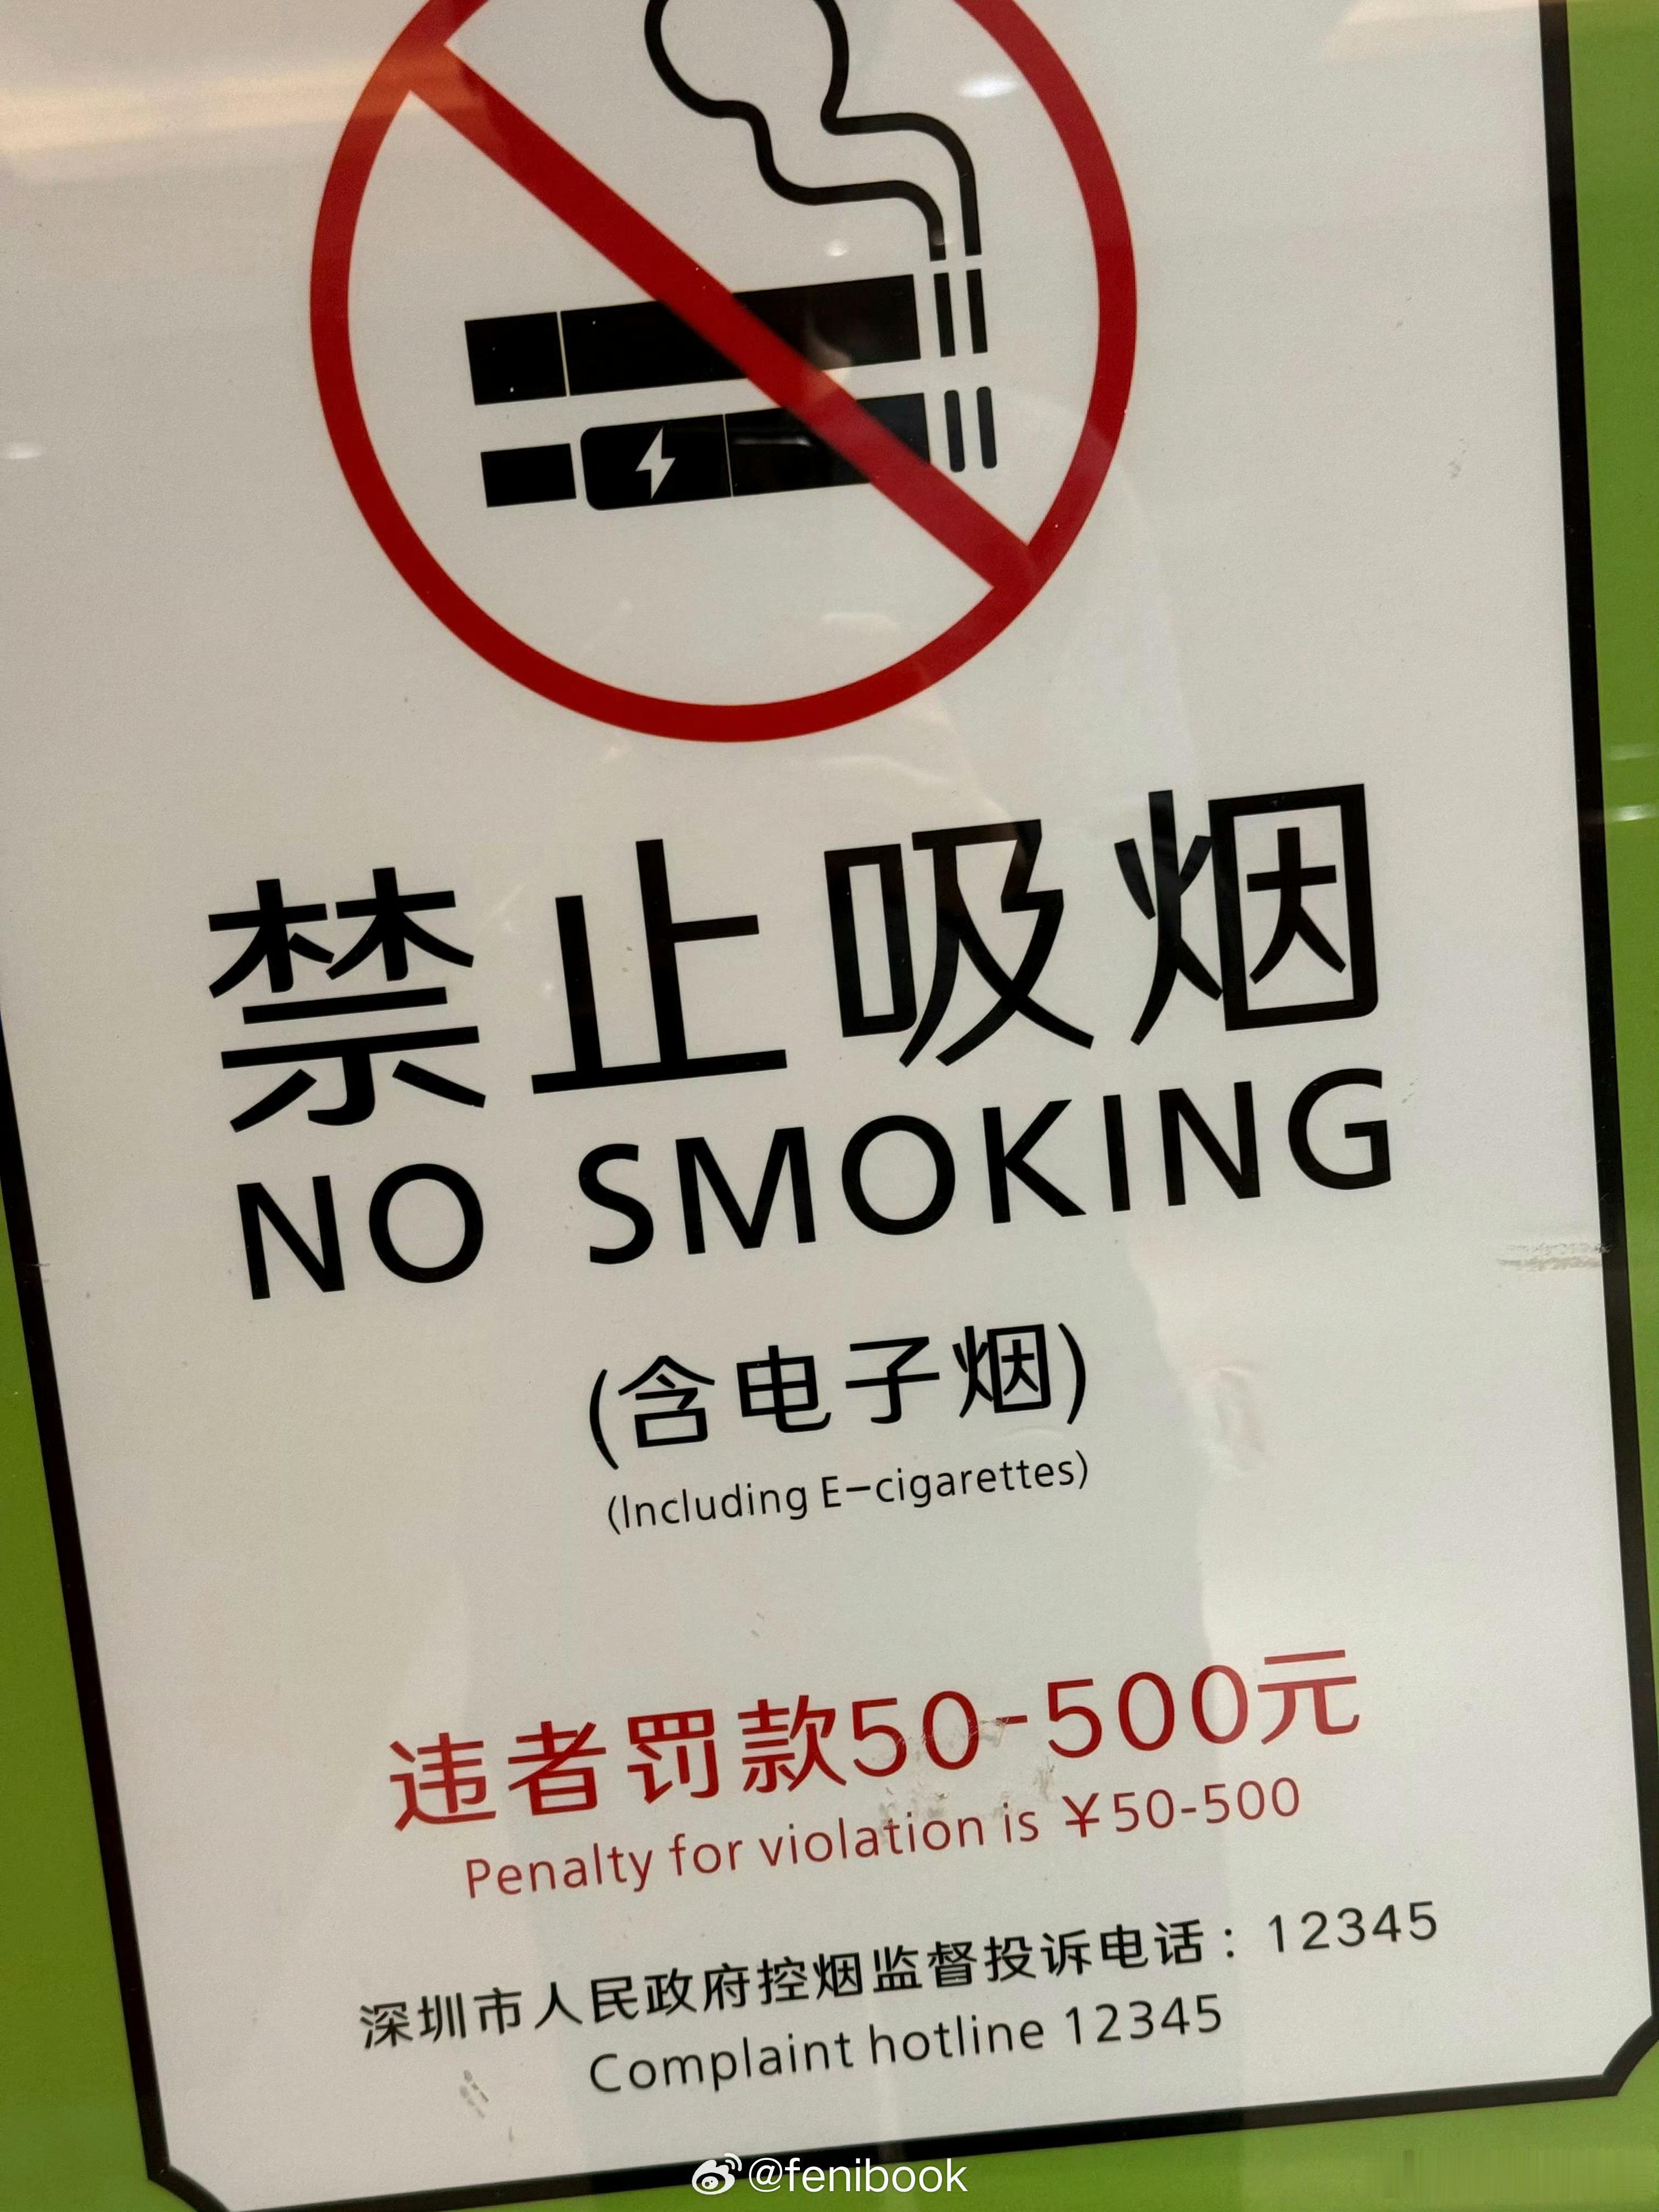 禁止吸烟
NO SMOKING
(含电子烟)
(Including E-cigarettes)
违者罚款50-500元
Penalty for violation is ￥50-500
深圳市人民政府控烟监督投诉电话：12345
Complaint hotline 12345
@fenibook